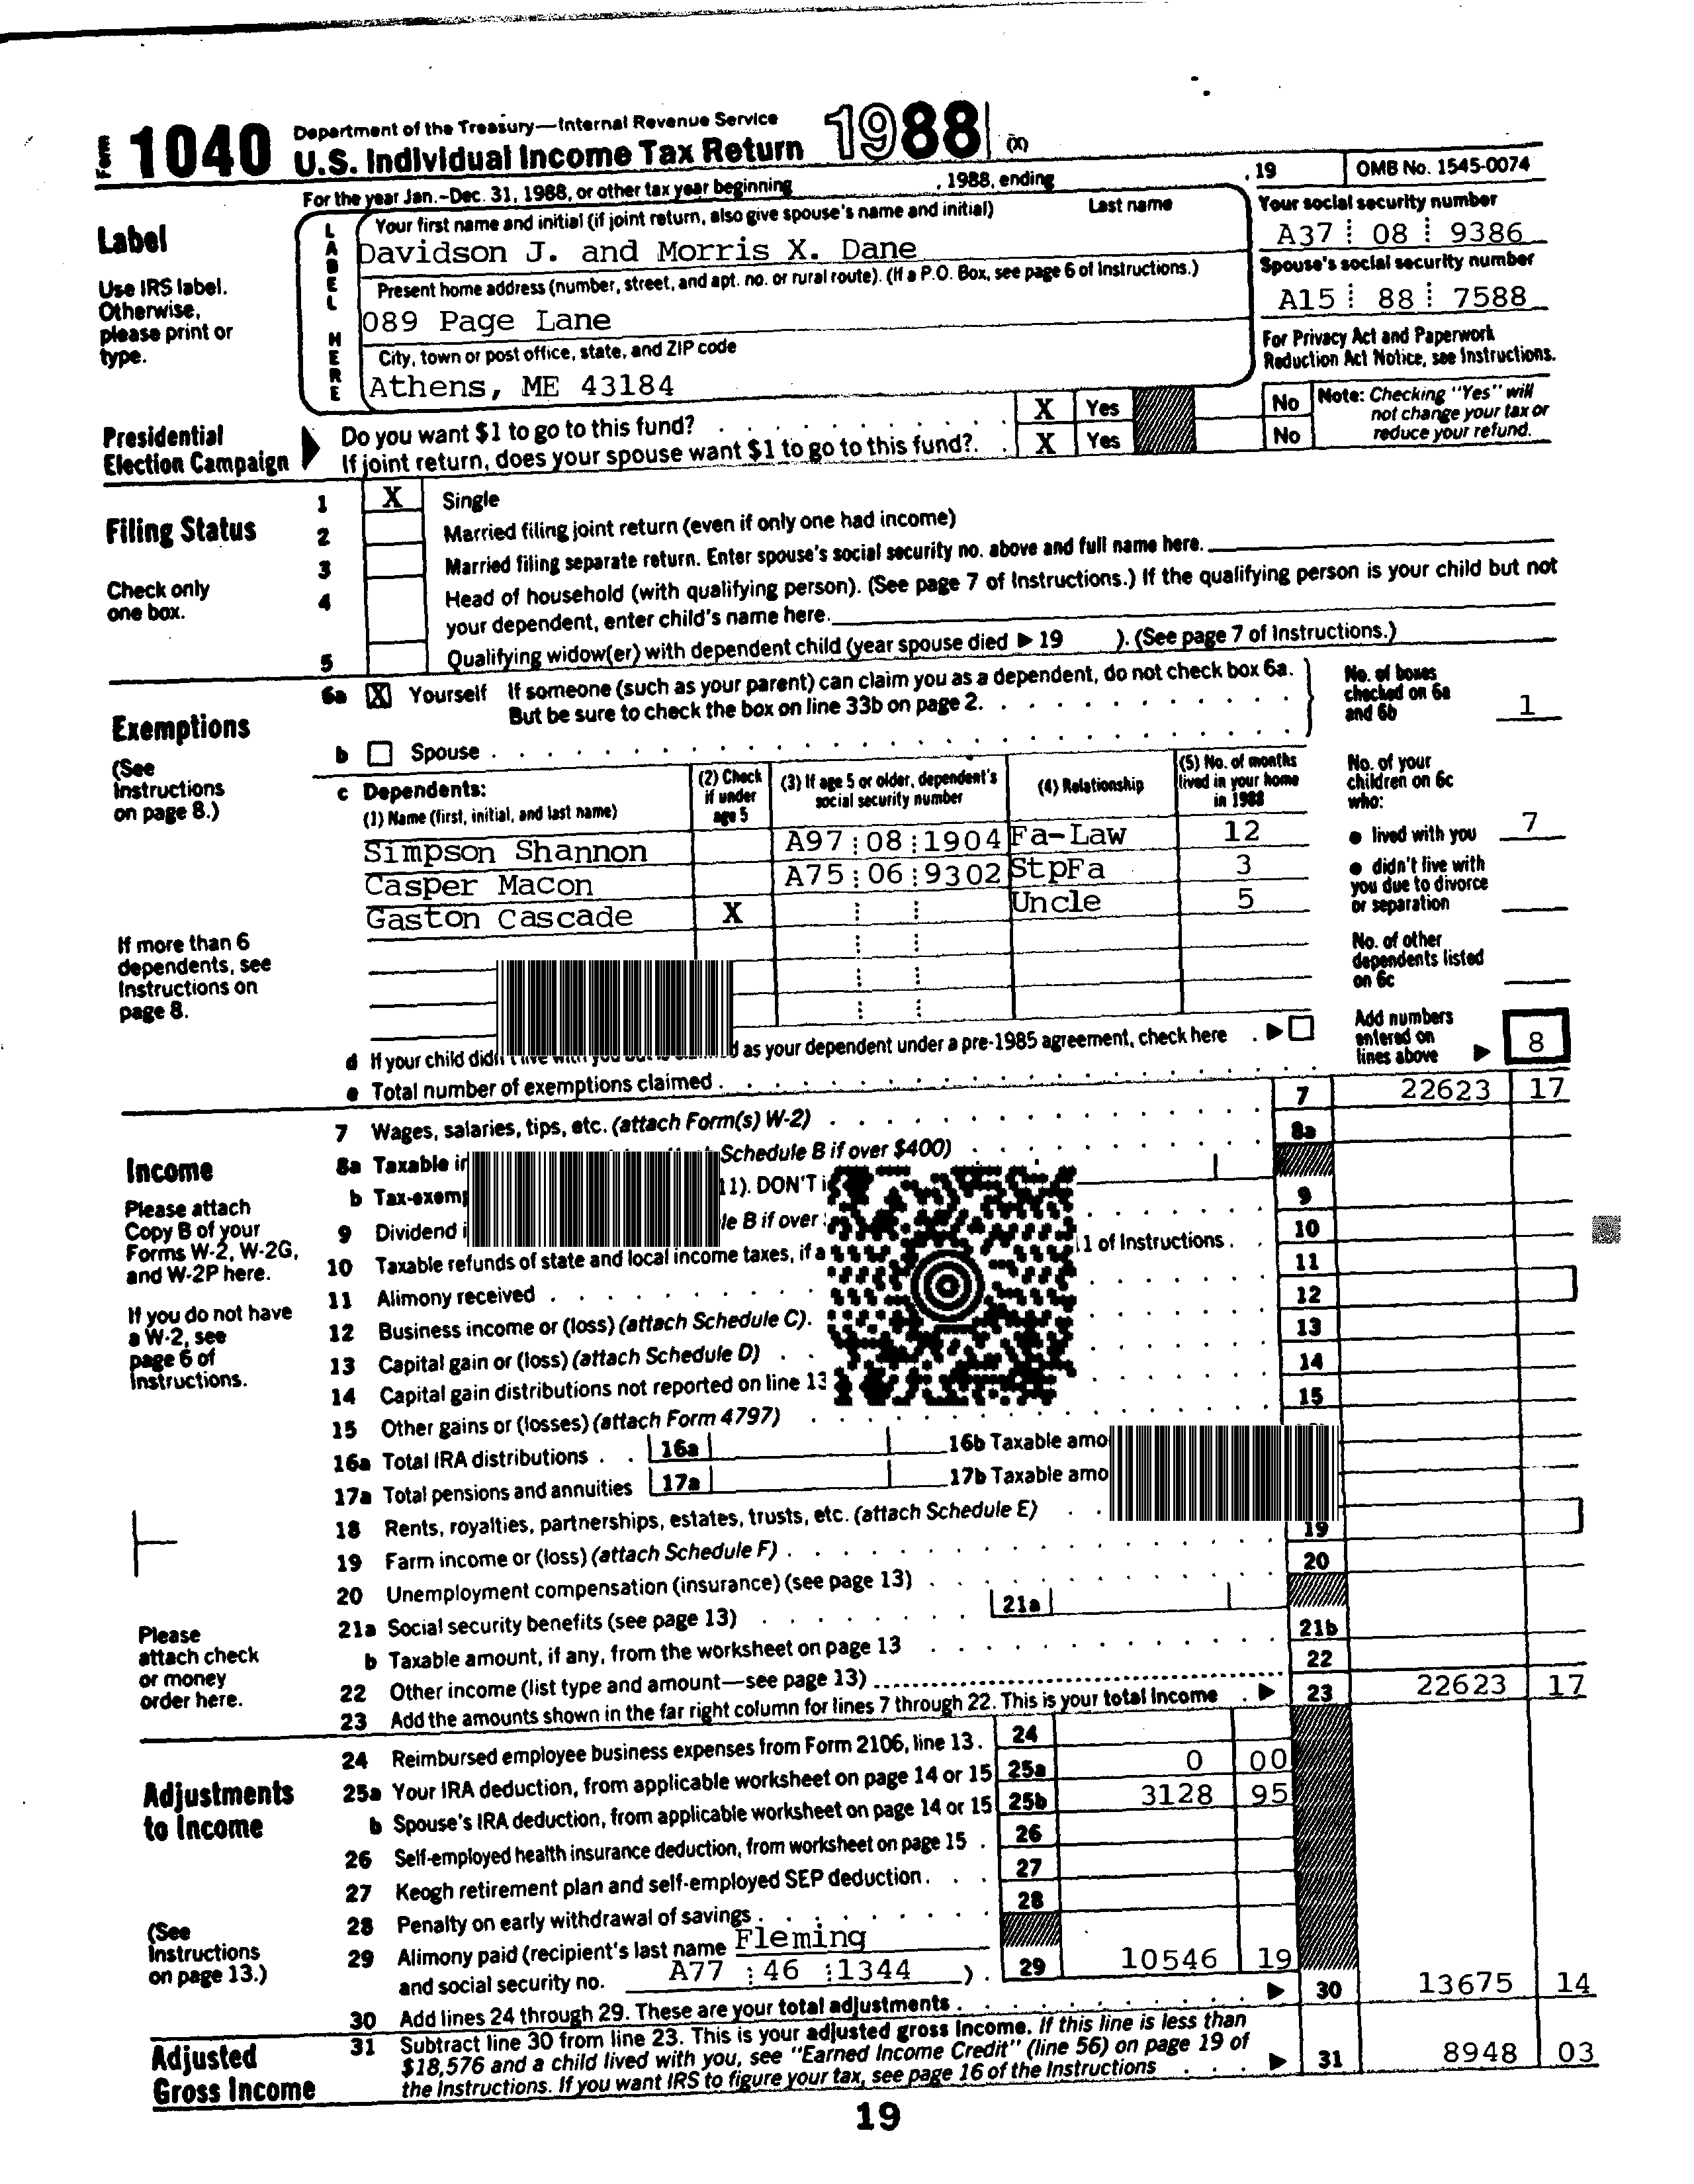 Form 1040 Department of the Treasury—Internal Revenue Service
U.S. Individual Income Tax Return 1988 (X)
For the year Jan.-Dec. 31, 1988, or other tax year beginning , 1988, ending , 19 OMB No. 1545-0074
Label
Use IRS label. Otherwise, please print or type.
LABEL HERE
Your first name and initial (if joint return, also give spouse's name and initial) Last name
Davidson J. and Morris X. Dane
Your social security number
A37 08 9386
Present home address (number, street, and apt. no. or rural route). (If a P.O. Box, see page 6 of Instructions.)
089 Page Lane
Spouse's social security number
A15 88 7588
City, town or post office, state, and ZIP code
Athens, ME 43184
For Privacy Act and Paperwork Reduction Act Notice, see Instructions.
Presidential Election Campaign
Do you want $1 to go to this fund? X Yes No
If joint return, does your spouse want $1 to go to this fund?. X Yes No
Note: Checking "Yes" will not change your tax or reduce your refund.
Filing Status
Check only one box.
1 X Single
2 Married filing joint return (even if only one had income)
3 Married filing separate return. Enter spouse's social security no. above and full name here.
4 Head of household (with qualifying person). (See page 7 of Instructions.) If the qualifying person is your child but not
your dependent, enter child's name here.
5 Qualifying widow(er) with dependent child (year spouse died ▶ 19 ). (See page 7 of Instructions.)
Exemptions
(See Instructions on page 8.)
6a X Yourself If someone (such as your parent) can claim you as a dependent, do not check box 6a.
But be sure to check the box on line 33b on page 2.
No. of boxes checked on 6a and 6b 1
b Spouse
c Dependents:
(1) Name (first, initial, and last name) (2) Check if under age 5 (3) If age 5 or older, dependent's social security number (4) Relationship (5) No. of months lived in your home in 1988
Simpson Shannon A97 08 1904 Fa-Law 12
Casper Macon A75 06 9302 StpFa 3
Gaston Cascade X Uncle 5
No. of your children on 6c who:
• lived with you 7
• didn't live with you due to divorce or separation
No. of other dependents listed on 6c
If more than 6 dependents, see Instructions on page 8.
d If your child didn't live with you but is claimed as your dependent under a pre-1985 agreement, check here ▶
e Total number of exemptions claimed
Add numbers entered on lines above ▶ 8
Income
Please attach Copy B of your Forms W-2, W-2G, and W-2P here.
If you do not have a W-2, see page 6 of Instructions.
7 Wages, salaries, tips, etc. (attach Form(s) W-2) 7 22623 17
8a Taxable in Schedule B if over $400) 8a
b Tax-exemp 11). DON'T i
9 Dividend i le B if over 9
10 Taxable refunds of state and local income taxes, if a 11 of Instructions. 10
11 Alimony received 11
12 Business income or (loss) (attach Schedule C). 12
13 Capital gain or (loss) (attach Schedule D) 13
14 Capital gain distributions not reported on line 13 14
15 Other gains or (losses) (attach Form 4797) 15
16a Total IRA distributions 16a 16b Taxable amo
17a Total pensions and annuities 17a 17b Taxable amo
18 Rents, royalties, partnerships, estates, trusts, etc. (attach Schedule E)
19 Farm income or (loss) (attach Schedule F) 19
20 Unemployment compensation (insurance) (see page 13) 20
21a Social security benefits (see page 13) 21a
b Taxable amount, if any, from the worksheet on page 13 21b
22 Other income (list type and amount—see page 13) 22
23 Add the amounts shown in the far right column for lines 7 through 22. This is your total income ▶ 23 22623 17
Please attach check or money order here.
Adjustments to Income
(See Instructions on page 13.)
24 Reimbursed employee business expenses from Form 2106, line 13. 24
25a Your IRA deduction, from applicable worksheet on page 14 or 15 25a 0 00
b Spouse's IRA deduction, from applicable worksheet on page 14 or 15 25b 3128 95
26 Self-employed health insurance deduction, from worksheet on page 15 26
27 Keogh retirement plan and self-employed SEP deduction. 27
28 Penalty on early withdrawal of savings 28
29 Alimony paid (recipient's last name Fleming
and social security no. A77 46 1344 ). 29 10546 19
30 Add lines 24 through 29. These are your total adjustments ▶ 30 13675 14
Adjusted Gross Income
31 Subtract line 30 from line 23. This is your adjusted gross income. If this line is less than
$18,576 and a child lived with you, see "Earned Income Credit" (line 56) on page 19 of
the Instructions. If you want IRS to figure your tax, see page 16 of the Instructions ▶ 31 8948 03
19